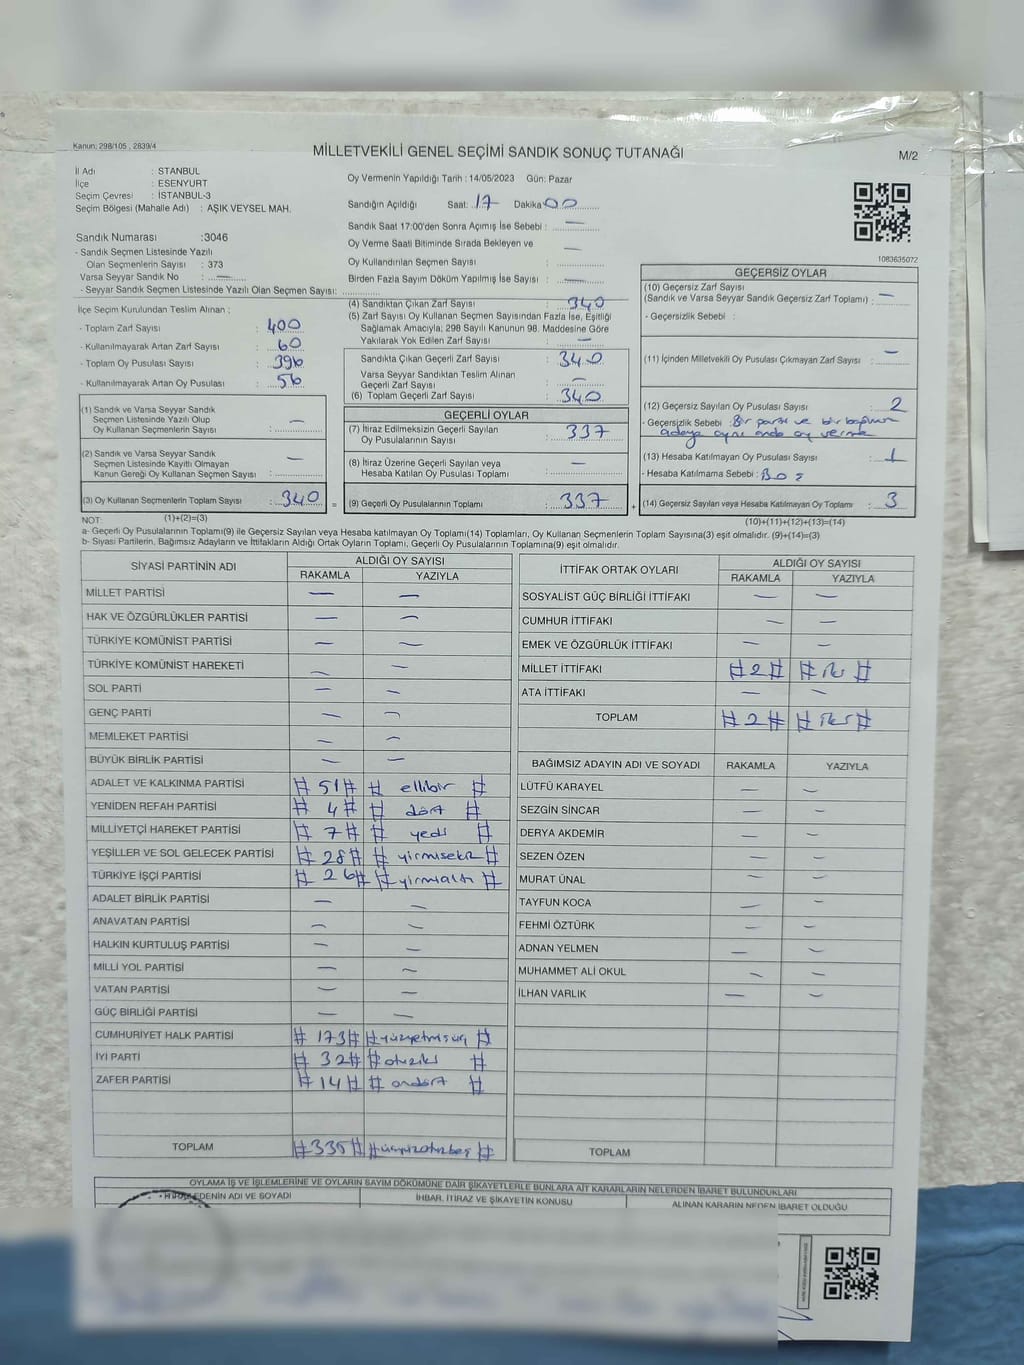 Kanun: 298/105 , 2839/4
MİLLETVEKİLİ GENEL SEÇİMİ SANDIK SONUÇ TUTANAĞI
M/2
İl Adı : STANBUL
İlçe : ESENYURT
Seçim Çevresi : İSTANBUL-3
Seçim Bölgesi (Mahalle Adı) : AŞIK VEYSEL MAH.
Sandık Numarası :3046
- Sandık Seçmen Listesinde Yazılı
Olan Seçmenlerin Sayısı : 373
Varsa Seyyar Sandık No : —
- Seyyar Sandık Seçmen Listesinde Yazılı Olan Seçmen Sayısı:
İlçe Seçim Kurulundan Teslim Alınan :
- Toplam Zarf Sayısı : 400
- Kullanılmayarak Artan Zarf Sayısı : 60
- Toplam Oy Pusulası Sayısı : 396
- Kullanılmayarak Artan Oy Pusulası : 56
(1) Sandık ve Varsa Seyyar Sandık
Seçmen Listesinde Yazılı Olup
Oy Kullanan Seçmenlerin Sayısı : —
(2) Sandık ve Varsa Seyyar Sandık
Seçmen Listesinde Kayıtlı Olmayan
Kanun Gereği Oy Kullanan Seçmen Sayısı: —
(3) Oy Kullanan Seçmenlerin Toplam Sayısı : 340
(1)+(2)=(3)
Oy Vermenin Yapıldığı Tarih : 14/05/2023 Gün: Pazar
Sandığın Açıldığı Saat: 17 Dakika 00
Sandık Saat 17:00'den Sonra Açımış İse Sebebi : —
Oy Verme Saati Bitiminde Sırada Bekleyen ve —
Oy Kullandırılan Seçmen Sayısı :
Birden Fazla Sayım Döküm Yapılmış İse Sayısı : —
(4) Sandıktan Çıkan Zarf Sayısı : 340
(5) Zarf Sayısı Oy Kullanan Seçmen Sayısından Fazla İse, Eşitliği
Sağlamak Amacıyla; 298 Sayılı Kanunun 98. Maddesine Göre
Yakılarak Yok Edilen Zarf Sayısı : —
Sandıkta Çıkan Geçerli Zarf Sayısı : 340
Varsa Seyyar Sandıktan Teslim Alınan
Geçerli Zarf Sayısı : —
(6) Toplam Geçerli Zarf Sayısı : 340
GEÇERLİ OYLAR
(7) İtiraz Edilmeksizin Geçerli Sayılan
Oy Pusulalarının Sayısı : 337
(8) İtiraz Üzerine Geçerli Sayılan veya
Hesaba Katılan Oy Pusulası Toplamı : —
= (9) Geçerli Oy Pusulalarının Toplamı : 337
1083635072
GEÇERSİZ OYLAR
(10) Geçersiz Zarf Sayısı
(Sandık ve Varsa Seyyar Sandık Geçersiz Zarf Toplamı) : —
- Geçersizlik Sebebi :
(11) İçinden Milletvekili Oy Pusulası Çıkmayan Zarf Sayısı : —
(12) Geçersiz Sayılan Oy Pusulası Sayısı : 2
- Geçersizlik Sebebi : Bir parti ve bir bağımsız
adaya aynı anda oy verme
(13) Hesaba Katılmayan Oy Pusulası Sayısı : 1
- Hesaba Katılmama Sebebi : Boş
+ (14) Geçersiz Sayılan veya Hesaba Katılmayan Oy Toplamı : 3
(10)+(11)+(12)+(13)=(14)
NOT:
a- Geçerli Oy Pusulalarının Toplamı(9) ile Geçersiz Sayılan veya Hesaba katılmayan Oy Toplamı(14) Toplamları, Oy Kullanan Seçmenlerin Toplam Sayısına(3) eşit olmalıdır. (9)+(14)=(3)
b- Siyasi Partilerin, Bağımsız Adayların ve İttifakların Aldığı Ortak Oyların Toplamı, Geçerli Oy Pusulalarının Toplamına(9) eşit olmalıdır.
SİYASİ PARTİNİN ADI ALDIĞI OY SAYISI
RAKAMLA YAZIYLA
MİLLET PARTİSİ — —
HAK VE ÖZGÜRLÜKLER PARTİSİ — —
TÜRKİYE KOMÜNİST PARTİSİ — —
TÜRKİYE KOMÜNİST HAREKETİ — —
SOL PARTİ — —
GENÇ PARTİ — —
MEMLEKET PARTİSİ — —
BÜYÜK BİRLİK PARTİSİ — —
ADALET VE KALKINMA PARTİSİ #51# # ellibir #
YENİDEN REFAH PARTİSİ # 4# # dört #
MİLLİYETÇİ HAREKET PARTİSİ # 7# # yedi #
YEŞİLLER VE SOL GELECEK PARTİSİ # 28# # yirmisekiz #
TÜRKİYE İŞÇİ PARTİSİ # 26# # yirmialtı #
ADALET BİRLİK PARTİSİ — —
ANAVATAN PARTİSİ — —
HALKIN KURTULUŞ PARTİSİ — —
MİLLİ YOL PARTİSİ — —
VATAN PARTİSİ — —
GÜÇ BİRLİĞİ PARTİSİ — —
CUMHURİYET HALK PARTİSİ # 173# #yüzyetmişüç #
İYİ PARTİ # 32# #otuziki #
ZAFER PARTİSİ #14# # ondört #
TOPLAM #335# #üçyüzotuzbeş #
İTTİFAK ORTAK OYLARI ALDIĞI OY SAYISI
RAKAMLA YAZIYLA
SOSYALİST GÜÇ BİRLİĞİ İTTİFAKI — —
CUMHUR İTTİFAKI — —
EMEK VE ÖZGÜRLÜK İTTİFAKI — —
MİLLET İTTİFAKI #2# # iki #
ATA İTTİFAKI — —
TOPLAM #2# # iki #
BAĞIMSIZ ADAYIN ADI VE SOYADI RAKAMLA YAZIYLA
LÜTFÜ KARAYEL — —
SEZGİN SİNCAR — —
DERYA AKDEMİR — —
SEZEN ÖZEN — —
MURAT ÜNAL — —
TAYFUN KOCA — —
FEHMİ ÖZTÜRK — —
ADNAN YELMEN — —
MUHAMMET ALİ OKUL — —
İLHAN VARLIK — —
TOPLAM
OYLAMA İŞ VE İŞLEMLERİNE VE OYLARIN SAYIM DÖKÜMÜNE DAİR ŞİKAYETLERLE BUNLARA AİT KARARLARIN NELERDEN İBARET BULUNDUKLARI
EDENİN ADI VE SOYADI İHBAR, İTİRAZ VE ŞİKAYETİN KONUSU ALINAN KARARIN NEDEN İBARET OLDUĞU